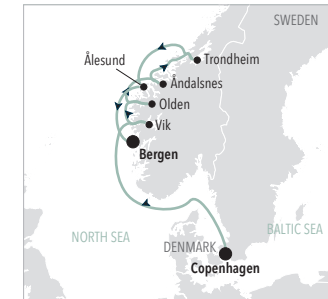 SWEDEN
Ålesund
Trondheim
Åndalsnes
Olden
Vik
Bergen
NORTH SEA
BALTIC SEA
DENMARK
Copenhagen